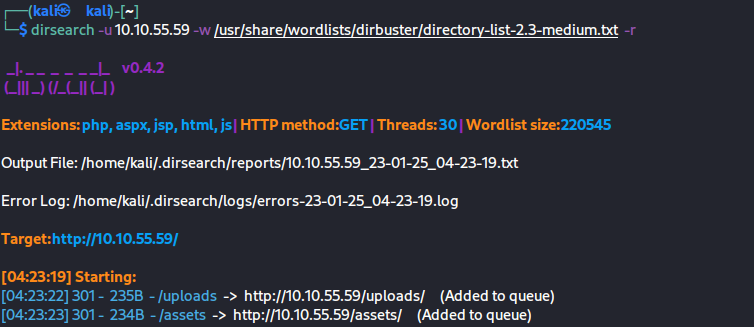 ┌──(kali㉿ kali)-[~]
└─$ dirsearch -u 10.10.55.59 -w /usr/share/wordlists/dirbuster/directory-list-2.3-medium.txt -r
_|. _ _ _ _ _ _|_ v0.4.2
(_||| _) (/_(_|| (_| )
Extensions: php, aspx, jsp, html, js | HTTP method: GET | Threads: 30 | Wordlist size: 220545
Output File: /home/kali/.dirsearch/reports/10.10.55.59_23-01-25_04-23-19.txt
Error Log: /home/kali/.dirsearch/logs/errors-23-01-25_04-23-19.log
Target: http://10.10.55.59/
[04:23:19] Starting:
[04:23:22] 301 - 235B - /uploads -> http://10.10.55.59/uploads/ (Added to queue)
[04:23:23] 301 - 234B - /assets -> http://10.10.55.59/assets/ (Added to queue)